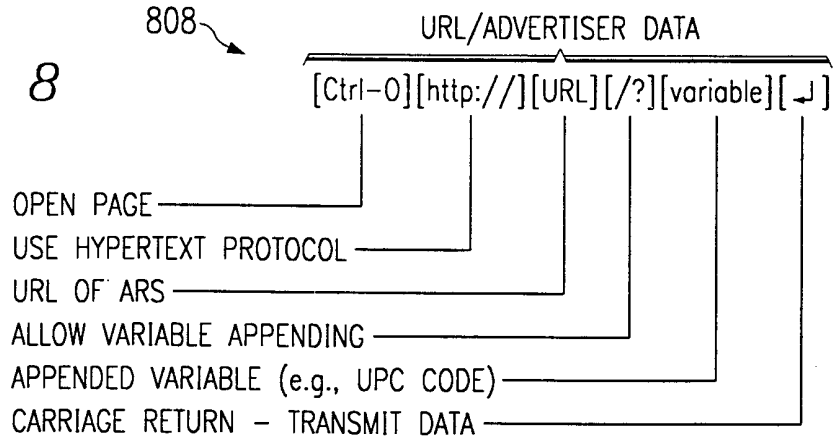 808
URL/ADVERTISER DATA
8
[Ctrl-O][http://][URL][/?][variable][↵]
OPEN PAGE
USE HYPERTEXT PROTOCOL
URL OF ARS
ALLOW VARIABLE APPENDING
APPENDED VARIABLE (e.g., UPC CODE)
CARRIAGE RETURN – TRANSMIT DATA